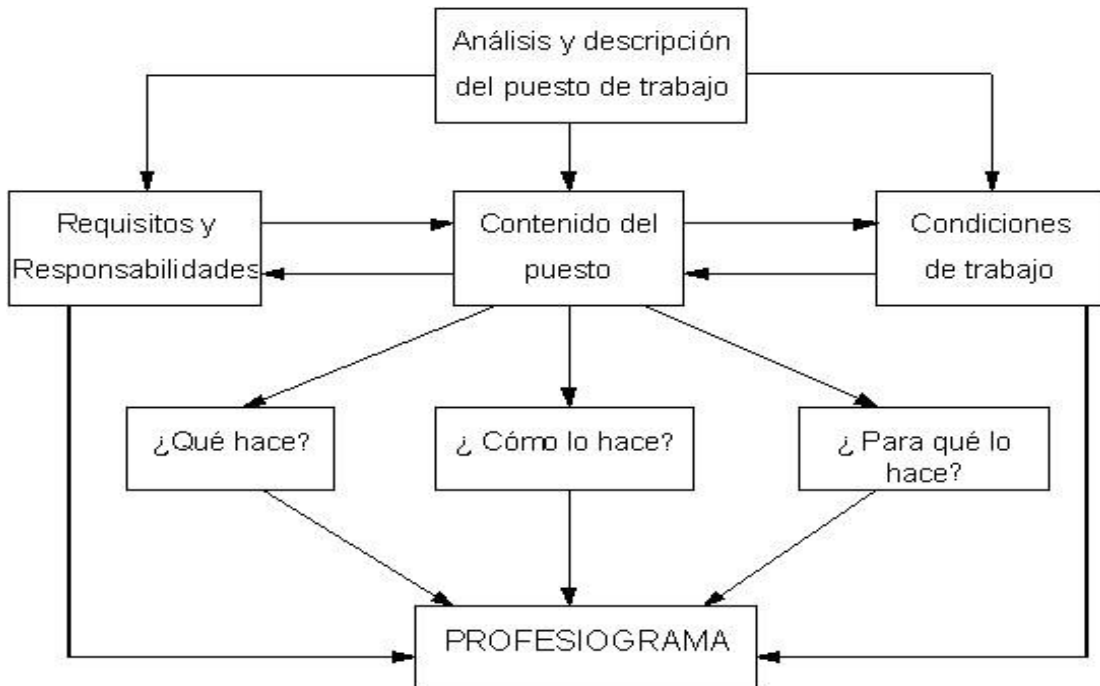 Análisis y descripción
del puesto de trabajo
Requisitos y
Responsabilidades
Contenido del
puesto
Condiciones
de trabajo
¿Qué hace?
¿ Cómo lo hace?
¿ Para qué lo
hace?
PROFESIOGRAMA